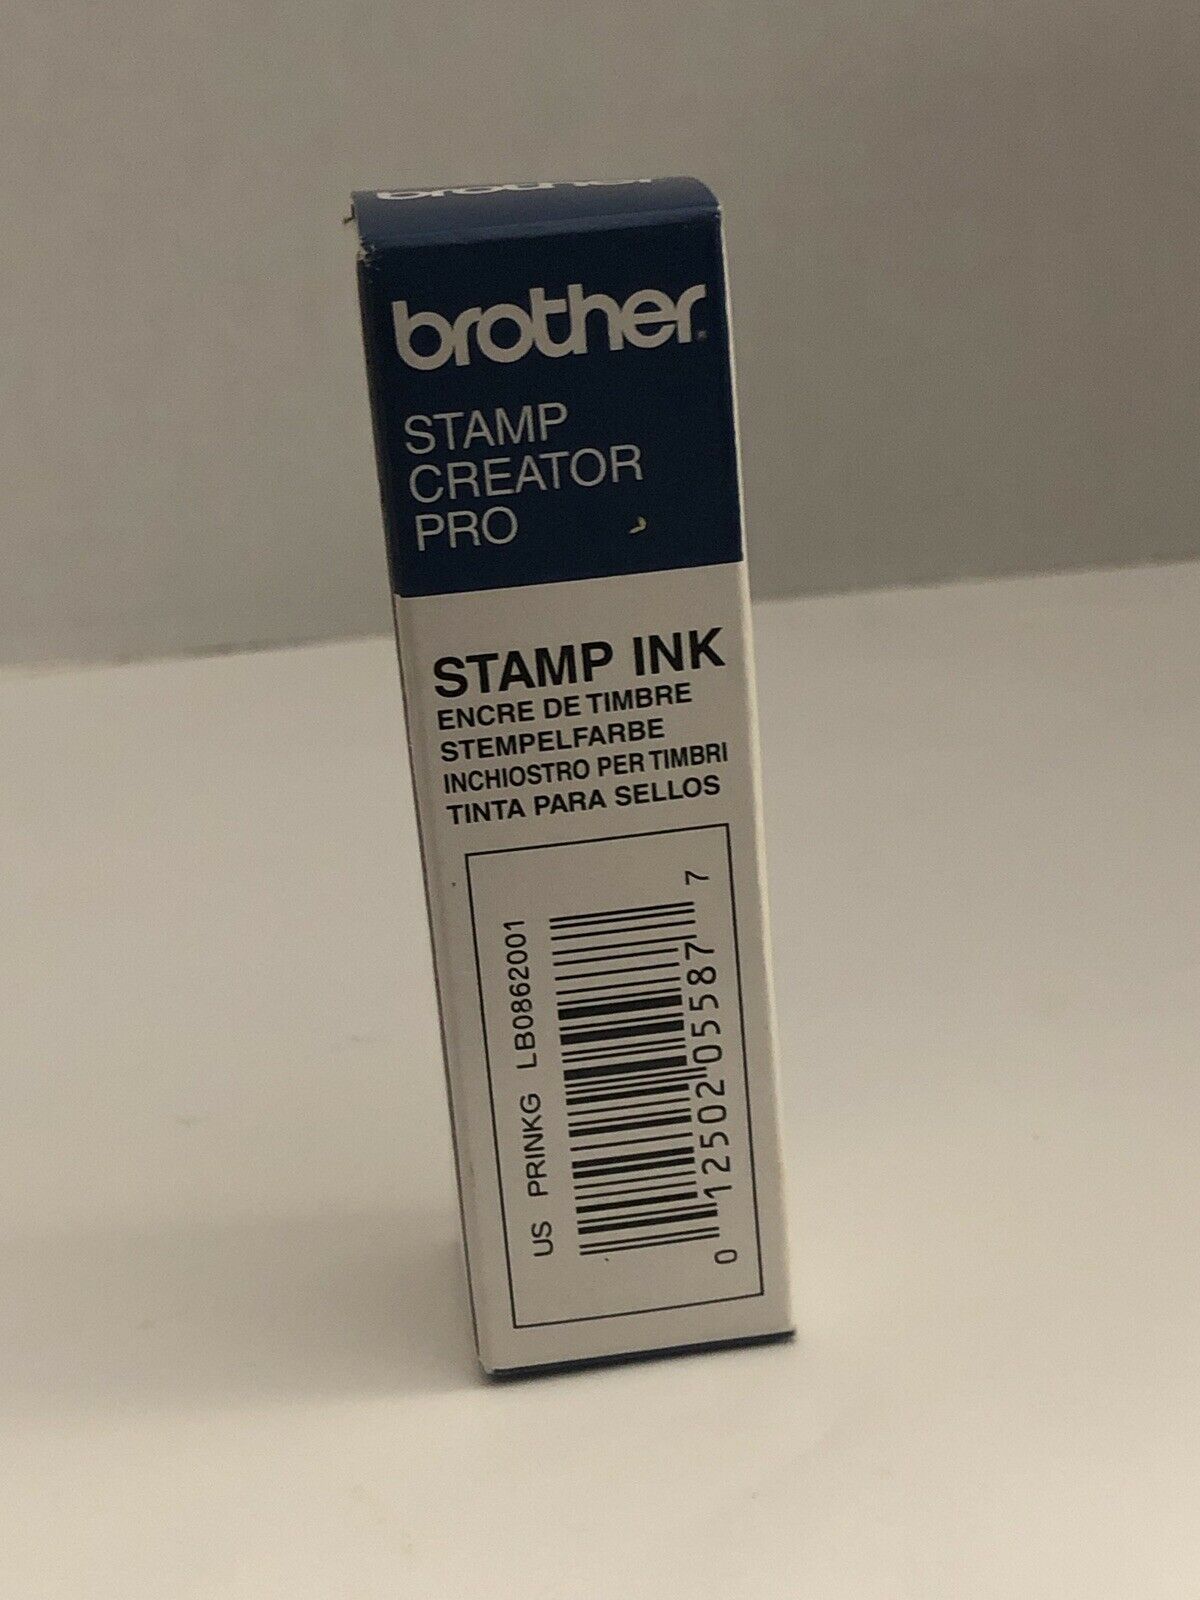 brother
brother
STAMP
CREATOR
PRO
STAMP INK
ENCRE DE TIMBRE
STEMPELFARBE
INCHIOSTRO PER TIMBRI
TINTA PARA SELLOS
US PRINKG LB0862001
0 12502 05587 7